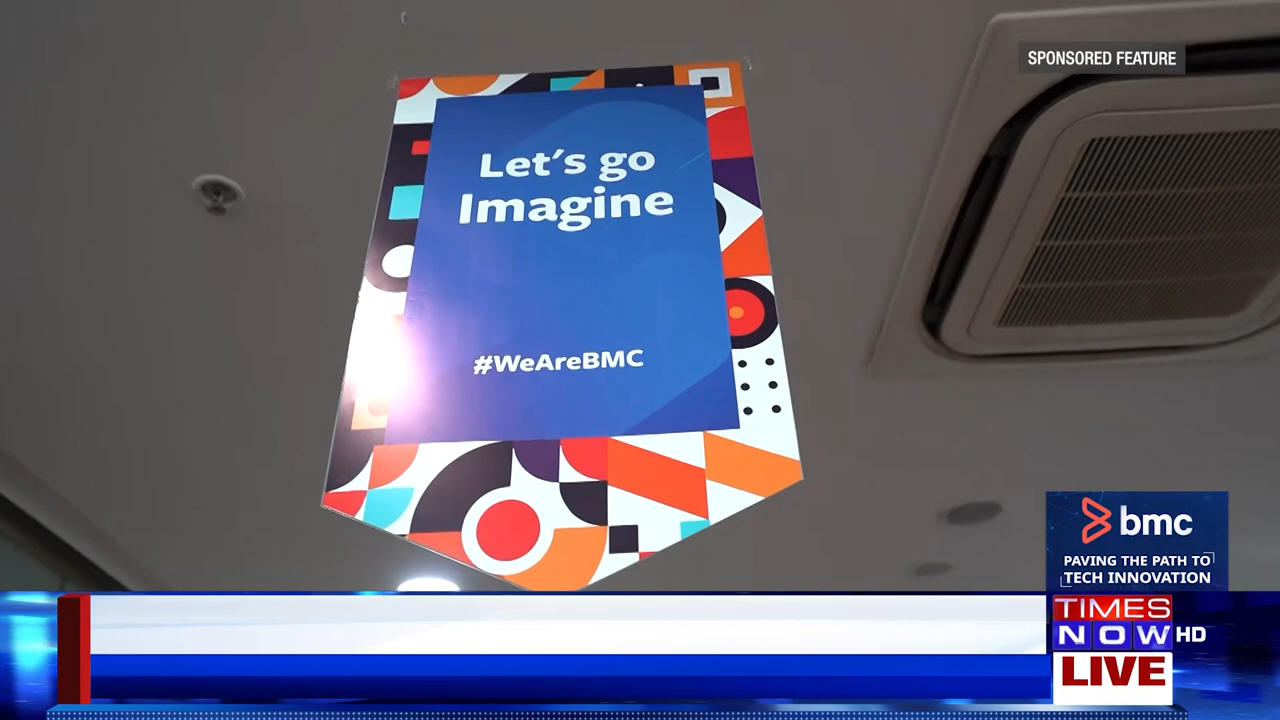 SPONSORED FEATURE
Let's go
Imagine
#WeAreBMC
bmc
PAVING THE PATH TO
TECH INNOVATION
TIMES
NOW HD
LIVE